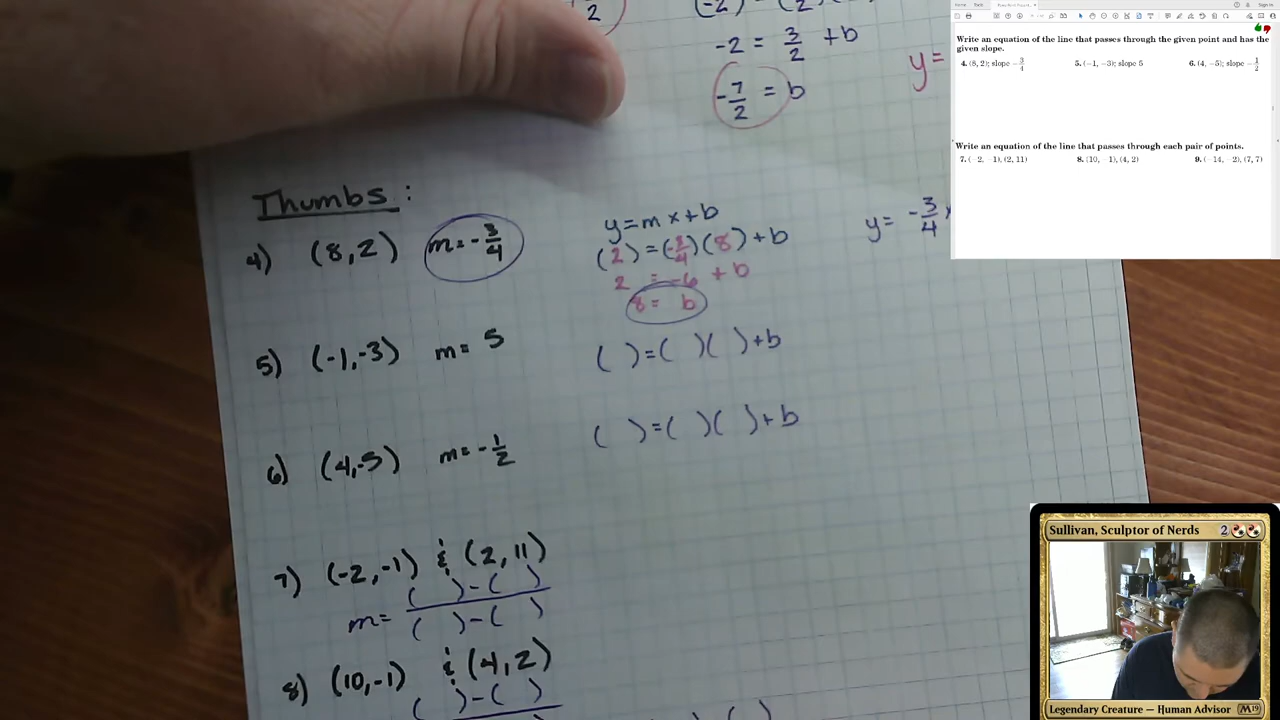 2
(-2)
-2 = 3/2 + b
-7/2 = b
y=
Thumbs:
4) (8,2) m=-3/4
y=mx+b
(2)=(-3/4)(8)+b
2 = -6 + b
8 = b
y= -3/4
5) (-1,-3) m= 5
( )=( )( )+b
6) (4,-5) m=-1/2
( )=( )( )+b
7) (-2,-1) & (2,11)
m= ( )-( )
( )-( )
8) (10,-1) & (4,2)
( )-( )
Write an equation of the line that passes through the given point and has the
given slope.
4. (8, 2); slope −3/4
5. (−1, −3); slope 5
6. (4, −5); slope −1/2
Write an equation of the line that passes through each pair of points.
7. (−2, −1), (2, 11)
8. (10, −1), (4, 2)
9. (−14, −2), (7, 7)
Sullivan, Sculptor of Nerds 2
Legendary Creature — Human Advisor M19